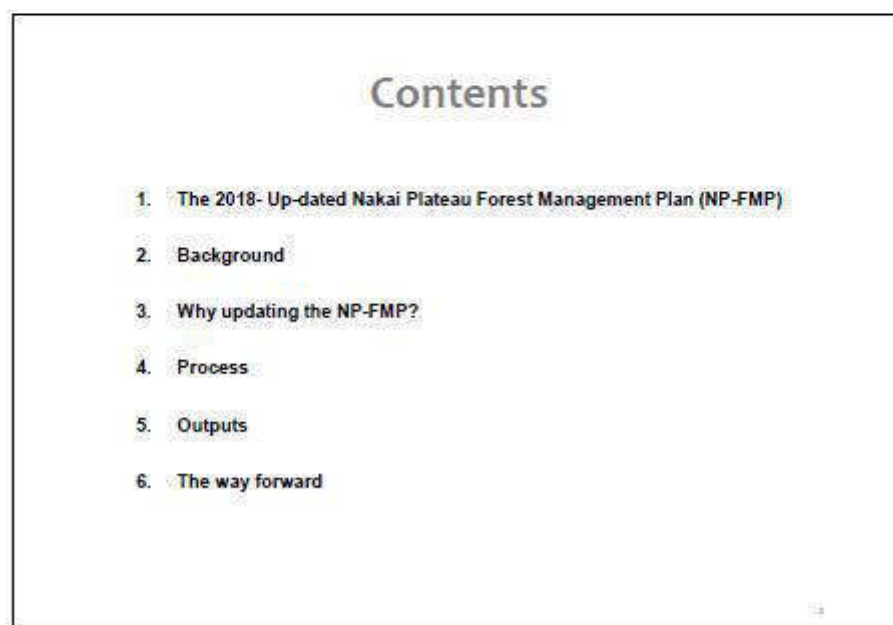 Contents
1. The 2018- Up-dated Nakai Plateau Forest Management Plan (NP-FMP)
2. Background
3. Why updating the NP-FMP?
4. Process
5. Outputs
6. The way forward